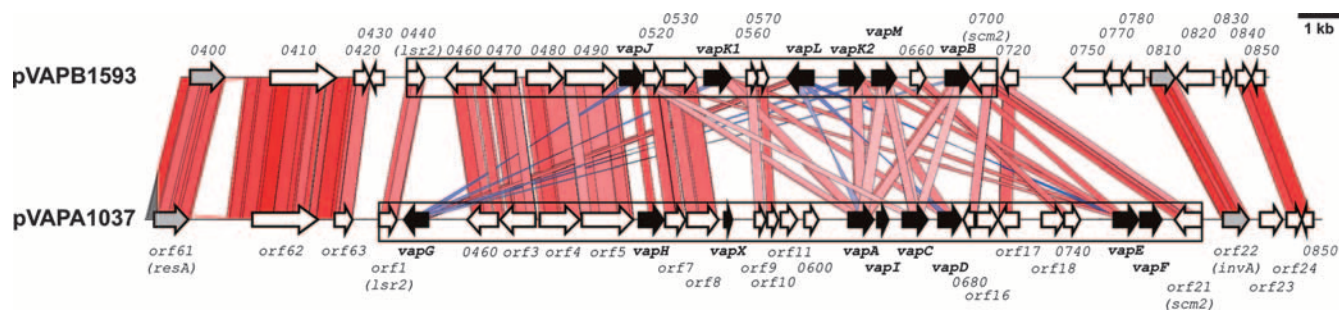 0530 0570 vapM 0700 0780 0830
0430 0440 0520 0560 (scm2) 0770 0820 0840
1 kb
0400 0410 0420 (lsr2) 0460 0470 0480 0490 vapJ vapK1 vapL vapK2 0660 vapB 0720 0750 0810 0850
pVAPB1593
pVAPA1037
orf61 orf62 orf63 vapG 0460 orf3 orf4 orf5 vapH vapX orf11 vapA vapC orf17 0740 vapE orf22 0850
(resA) orf1 orf7 orf9 0600 vapI vapD orf18 vapF (invA) orf24
(lsr2) orf8 orf10 0680 orf21 orf23
orf16 (scm2)